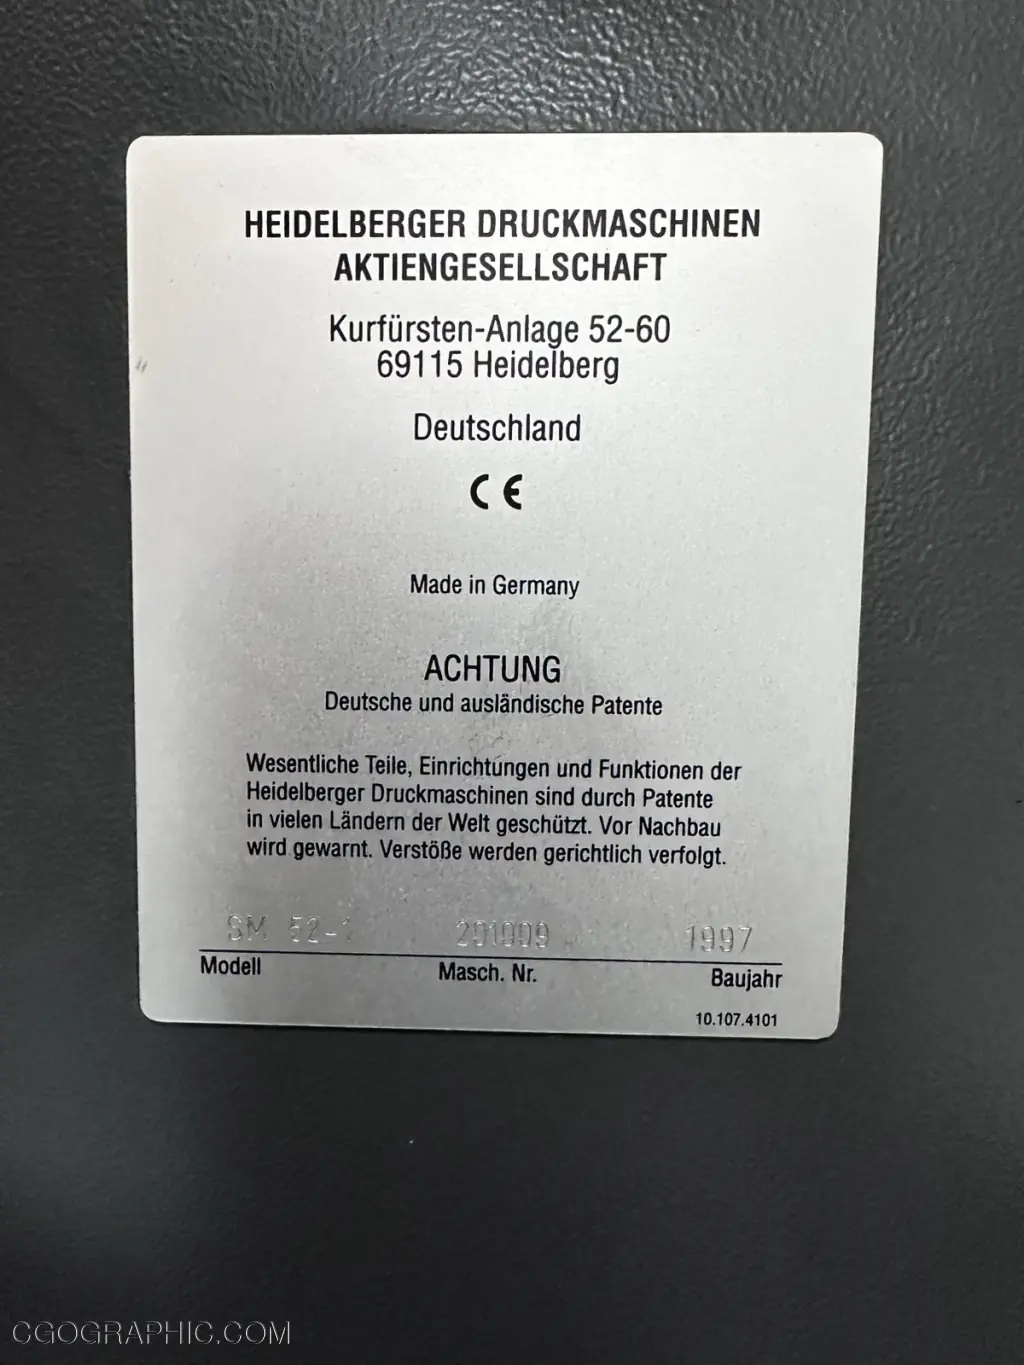 HEIDELBERGER DRUCKMASCHINEN
AKTIENGESELLSCHAFT
Kurfürsten-Anlage 52-60
69115 Heidelberg
Deutschland
CE
Made in Germany
ACHTUNG
Deutsche und ausländische Patente
Wesentliche Teile, Einrichtungen und Funktionen der
Heidelberger Druckmaschinen sind durch Patente
in vielen Ländern der Welt geschützt. Vor Nachbau
wird gewarnt. Verstöße werden gerichtlich verfolgt.
SM 1997
Modell Masch. Nr. Baujahr
10.107.4101
CGOGRAPHIC.COM